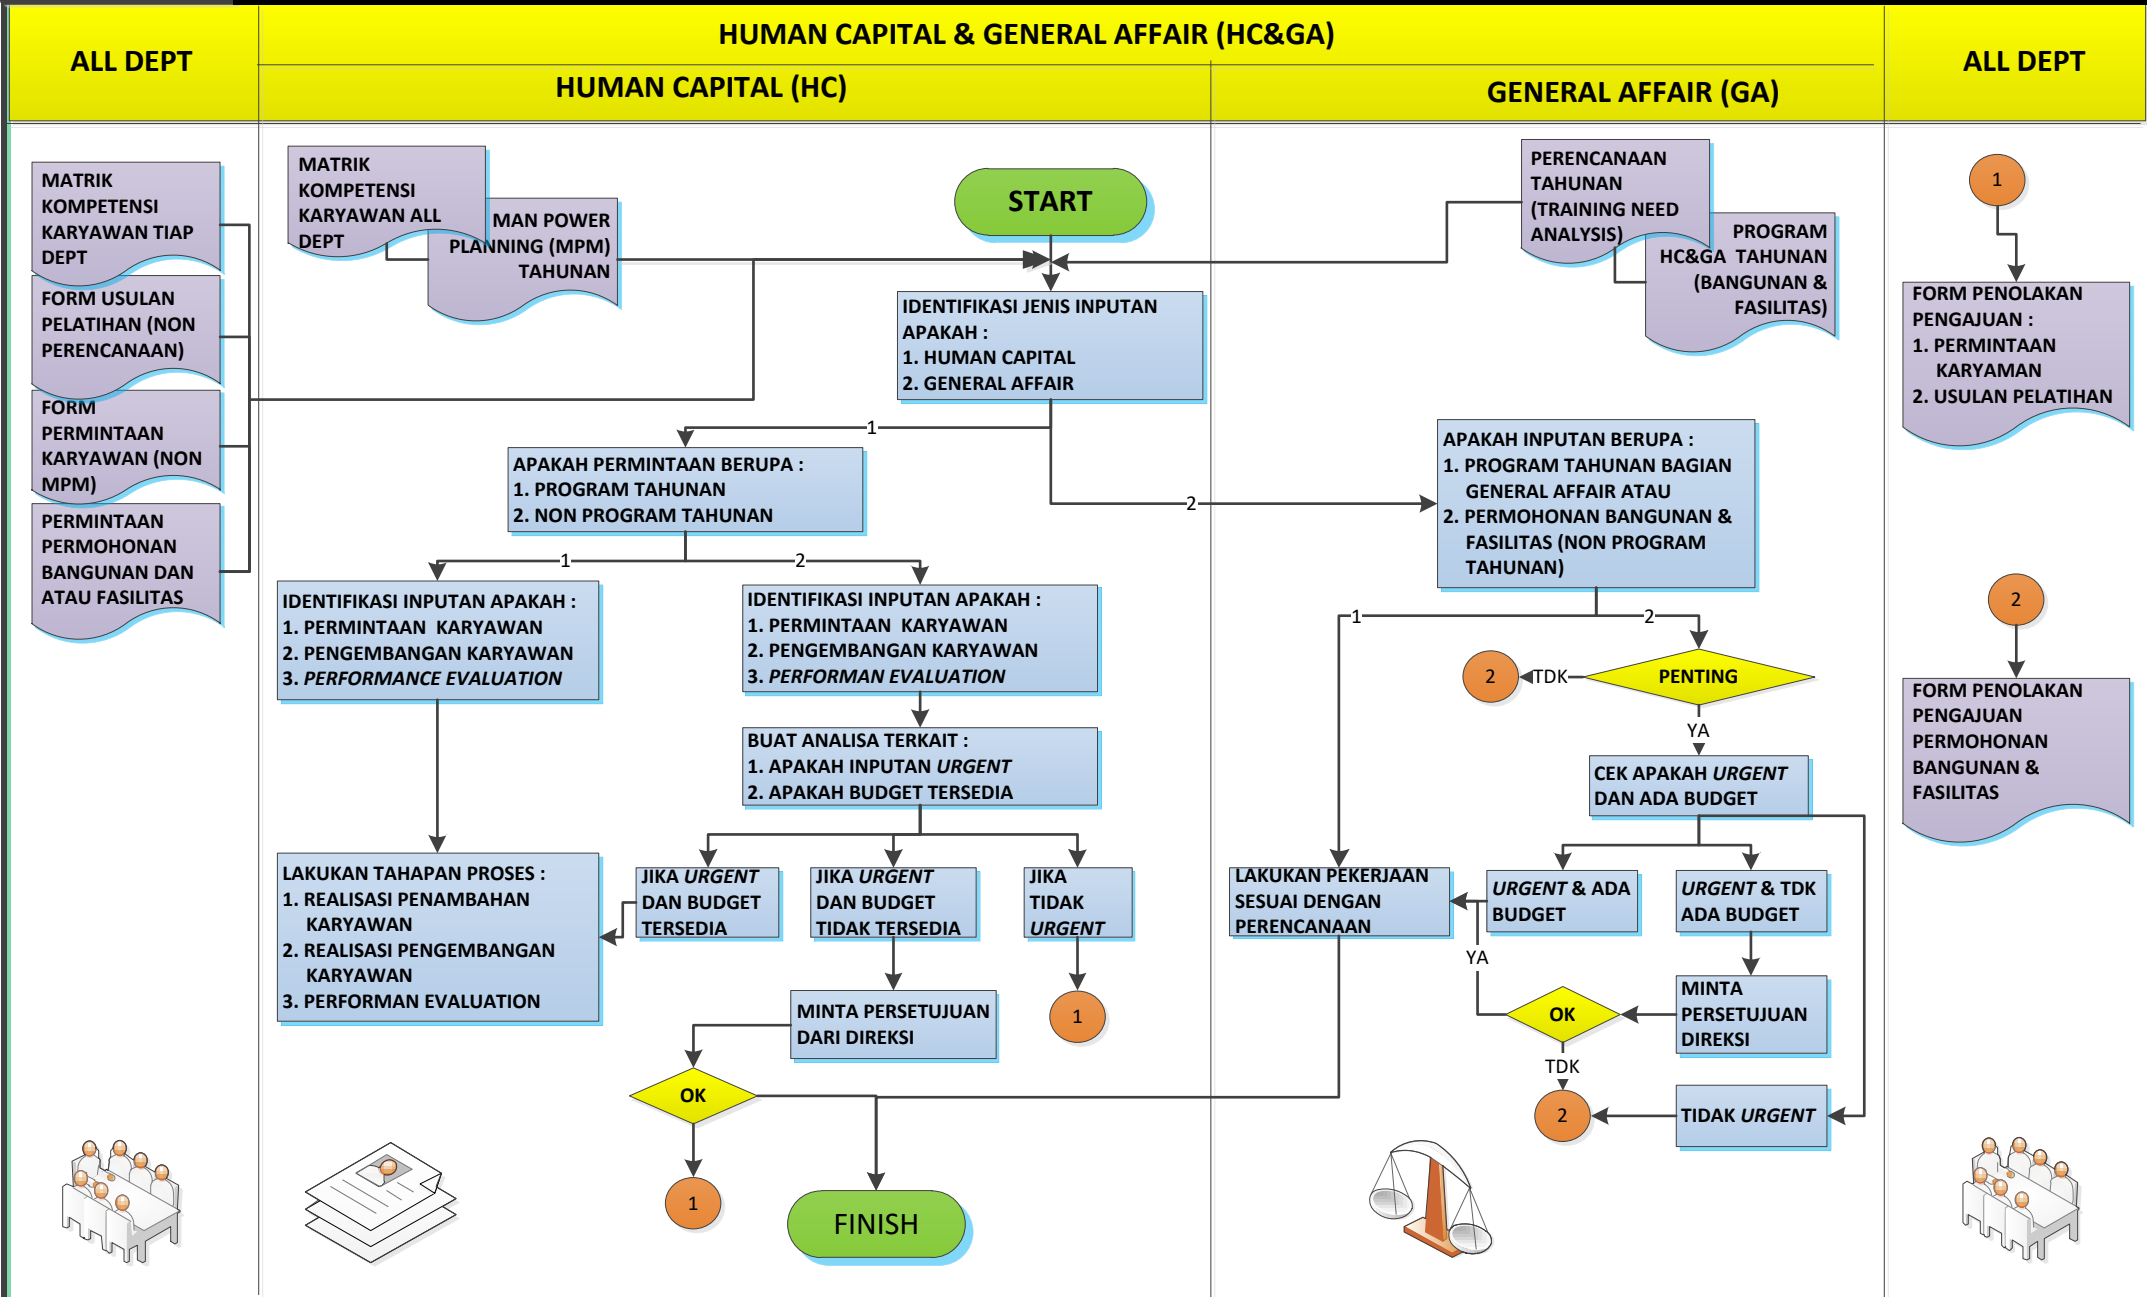 ALL DEPT
HUMAN CAPITAL & GENERAL AFFAIR (HC&GA)
HUMAN CAPITAL (HC)
GENERAL AFFAIR (GA)
ALL DEPT
MATRIK
KOMPETENSI
KARYAWAN TIAP
DEPT
FORM USULAN
PELATIHAN (NON
PERENCANAAN)
FORM
PERMINTAAN
KARYAWAN (NON
MPM)
PERMINTAAN
PERMOHONAN
BANGUNAN DAN
ATAU FASILITAS
MATRIK
KOMPETENSI
KARYAWAN ALL
DEPT
MAN POWER
PLANNING (MPM)
TAHUNAN
START
IDENTIFIKASI JENIS INPUTAN
APAKAH :
1. HUMAN CAPITAL
2. GENERAL AFFAIR
1
2
APAKAH PERMINTAAN BERUPA :
1. PROGRAM TAHUNAN
2. NON PROGRAM TAHUNAN
1
2
IDENTIFIKASI INPUTAN APAKAH :
1. PERMINTAAN KARYAWAN
2. PENGEMBANGAN KARYAWAN
3. PERFORMANCE EVALUATION
IDENTIFIKASI INPUTAN APAKAH :
1. PERMINTAAN KARYAWAN
2. PENGEMBANGAN KARYAWAN
3. PERFORMAN EVALUATION
BUAT ANALISA TERKAIT :
1. APAKAH INPUTAN URGENT
2. APAKAH BUDGET TERSEDIA
LAKUKAN TAHAPAN PROSES :
1. REALISASI PENAMBAHAN
KARYAWAN
2. REALISASI PENGEMBANGAN
KARYAWAN
3. PERFORMAN EVALUATION
JIKA URGENT
DAN BUDGET
TERSEDIA
JIKA URGENT
DAN BUDGET
TIDAK TERSEDIA
JIKA
TIDAK
URGENT
MINTA PERSETUJUAN
DARI DIREKSI
1
OK
1
FINISH
PERENCANAAN
TAHUNAN
(TRAINING NEED
ANALYSIS)
PROGRAM
HC&GA TAHUNAN
(BANGUNAN &
FASILITAS)
APAKAH INPUTAN BERUPA :
1. PROGRAM TAHUNAN BAGIAN
GENERAL AFFAIR ATAU
2. PERMOHONAN BANGUNAN &
FASILITAS (NON PROGRAM
TAHUNAN)
1
2
2
TDK
PENTING
YA
CEK APAKAH URGENT
DAN ADA BUDGET
LAKUKAN PEKERJAAN
SESUAI DENGAN
PERENCANAAN
URGENT & ADA
BUDGET
URGENT & TDK
ADA BUDGET
YA
OK
MINTA
PERSETUJUAN
DIREKSI
TDK
2
TIDAK URGENT
1
FORM PENOLAKAN
PENGAJUAN :
1. PERMINTAAN
KARYAMAN
2. USULAN PELATIHAN
2
FORM PENOLAKAN
PENGAJUAN
PERMOHONAN
BANGUNAN &
FASILITAS